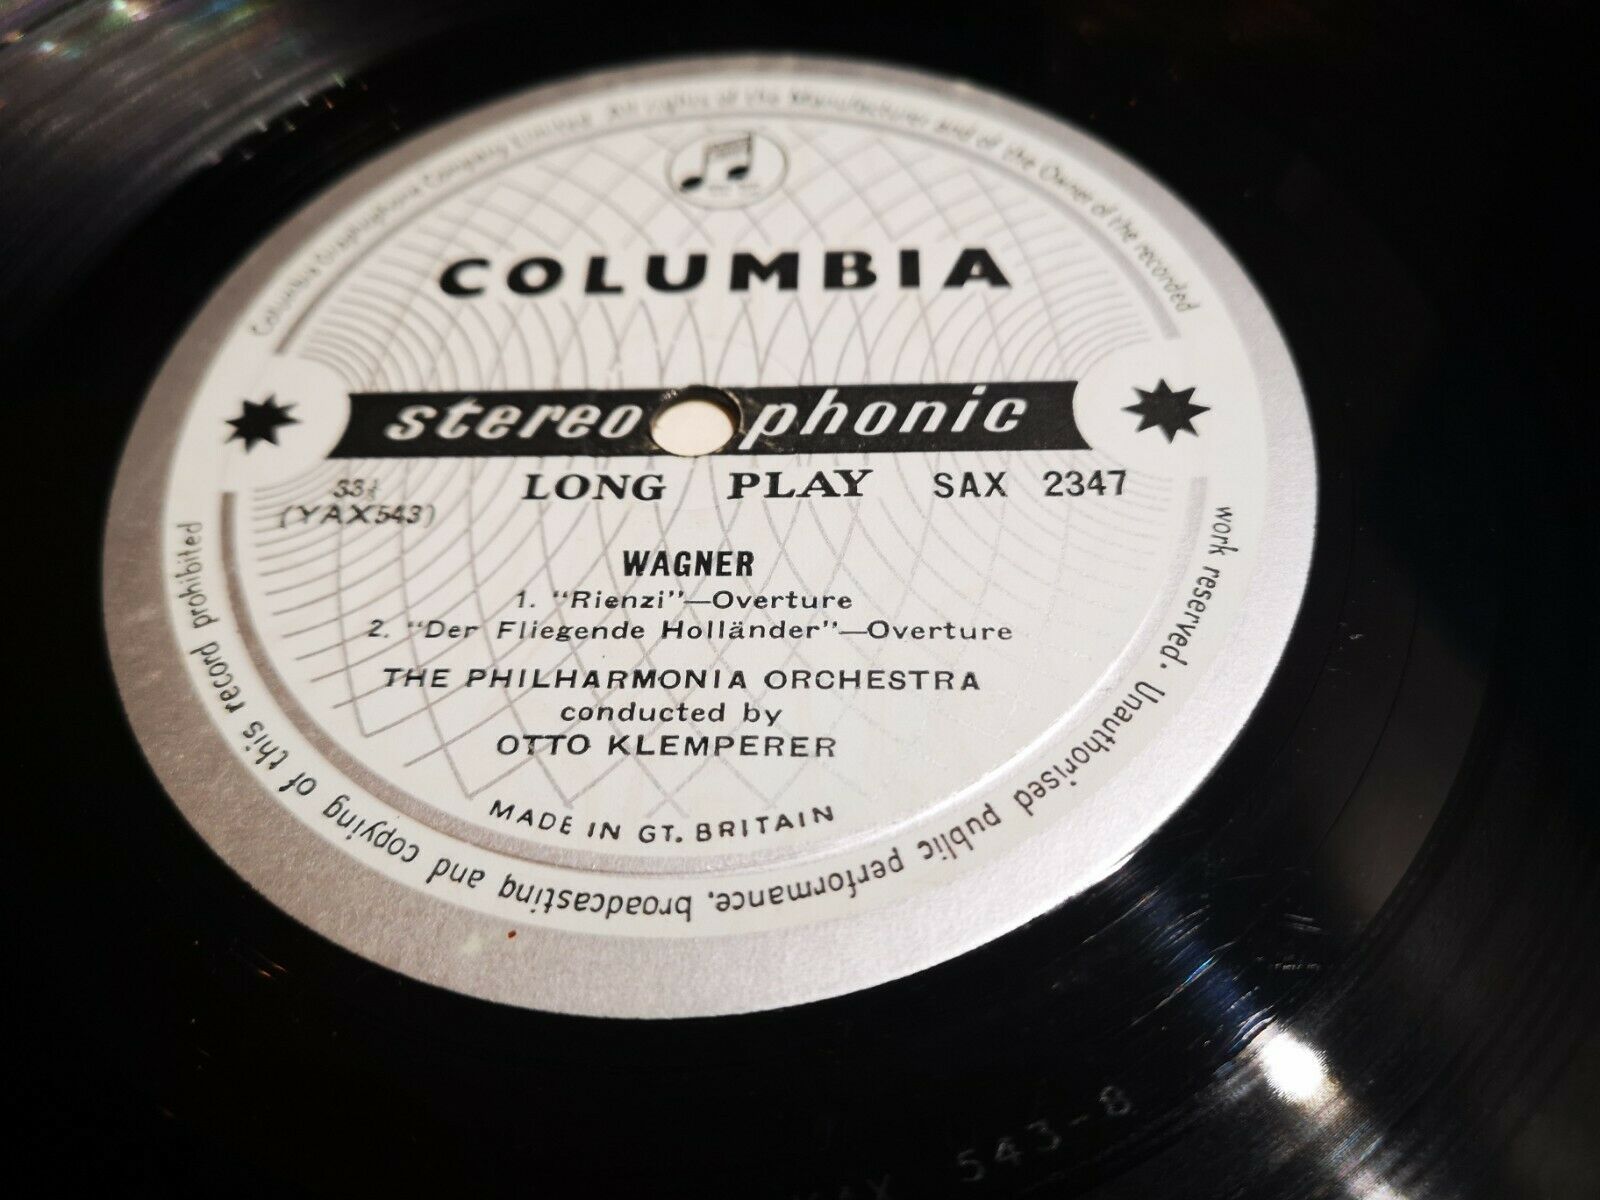 Columbia Graphophone Company Limited. All rights of the Manufacturer and of the Owner of the recorded work reserved. Unauthorised public performance, broadcasting and copying of this record prohibited
COLUMBIA
stereophonic
LONG PLAY SAX 2347
33⅓
(YAX543)
WAGNER
1. "Rienzi"—Overture
2. "Der Fliegende Holländer"—Overture
THE PHILHARMONIA ORCHESTRA
conducted by
OTTO KLEMPERER
MADE IN GT. BRITAIN
543-8